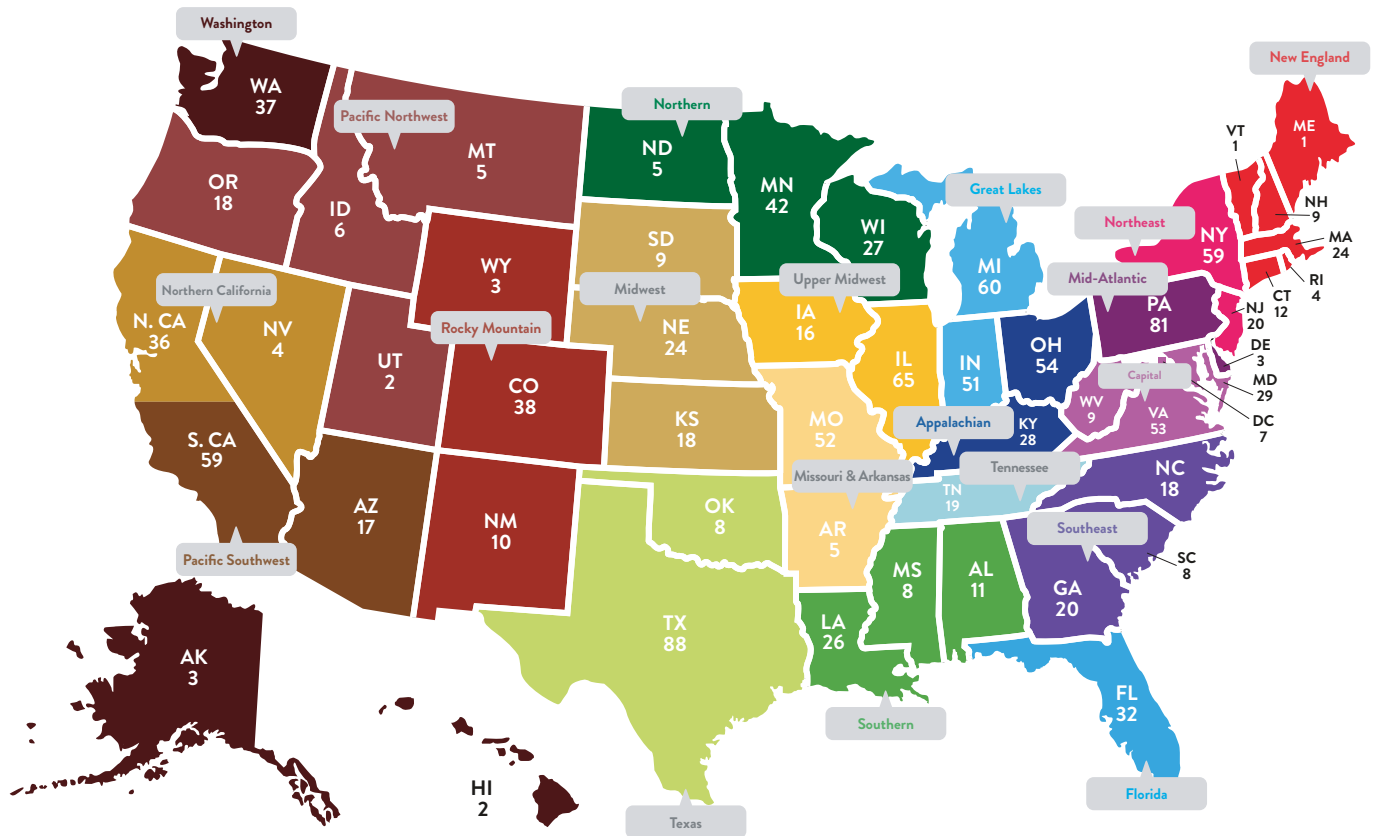 Washington
WA
37
Pacific Northwest
OR
18
ID
6
MT
5
Northern
ND
5
MN
42
WI
27
Great Lakes
MI
60
New England
ME
1
VT
1
NH
9
MA
24
RI
4
CT
12
Northeast
NY
59
NJ
20
Mid-Atlantic
PA
81
DE
3
MD
29
DC
7
Northern California
N. CA
36
NV
4
UT
2
WY
3
Rocky Mountain
CO
38
SD
9
Midwest
NE
24
KS
18
Upper Midwest
IA
16
IL
65
IN
51
OH
54
Capital
WV
9
VA
53
Appalachian
KY
28
MO
52
Missouri & Arkansas
AR
5
Tennessee
TN
19
NC
18
Southeast
SC
8
GA
20
S. CA
59
Pacific Southwest
AZ
17
NM
10
OK
8
TX
88
Texas
LA
26
MS
8
AL
11
Southern
FL
32
Florida
AK
3
HI
2